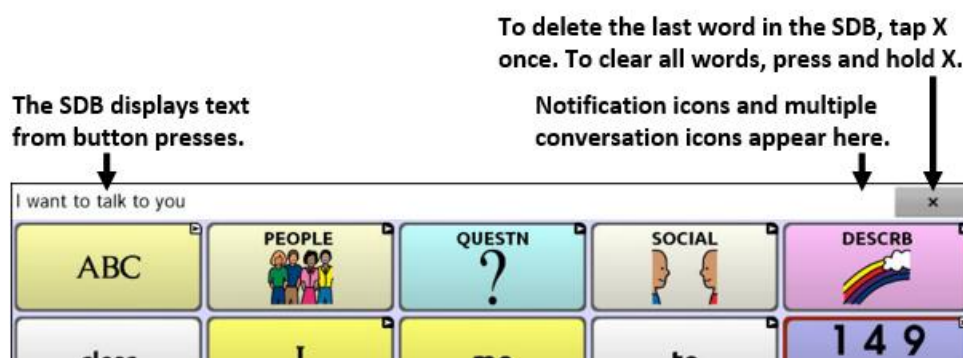 To delete the last word in the SDB, tap X
once. To clear all words, press and hold X.
The SDB displays text
from button presses.
Notification icons and multiple
conversation icons appear here.
I want to talk to you
×
ABC
PEOPLE
QUESTN
?
SOCIAL
DESCRB
I
me
to
1 4 9